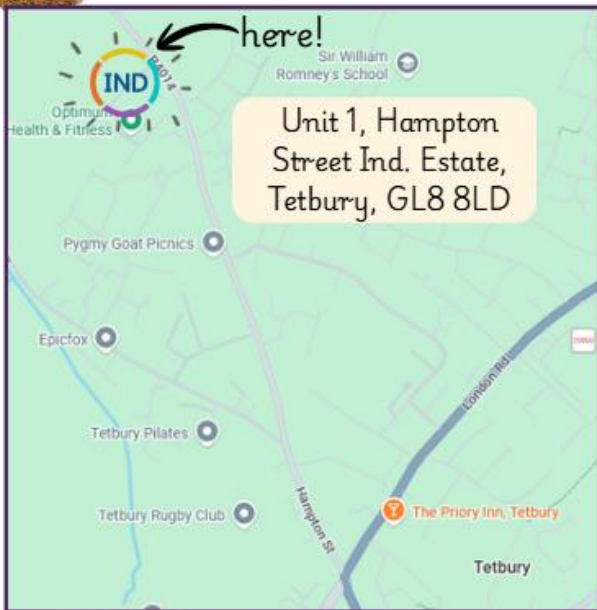 here!
IND
B4014
Sir William
Romney's School
Optimum
Health & Fitness
Unit 1, Hampton
Street Ind. Estate,
Tetbury, GL8 8LD
Pygmy Goat Picnics
Epicfox
London Rd
Tetbury Pilates
Tetbury Rugby Club
Hampton St
The Priory Inn, Tetbury
Tetbury